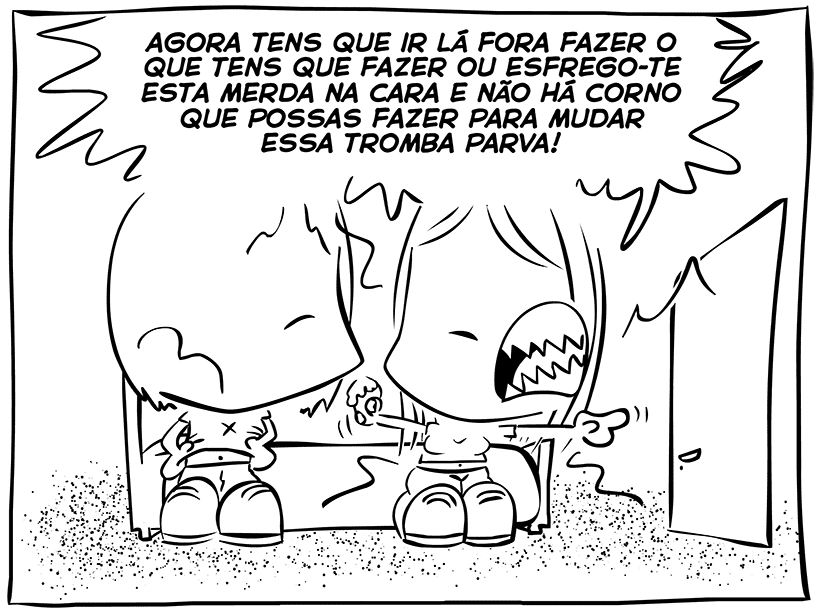 AGORA TENS QUE IR LÁ FORA FAZER O
QUE TENS QUE FAZER OU ESFREGO-TE
ESTA MERDA NA CARA E NÃO HÁ CORNO
QUE POSSAS FAZER PARA MUDAR
ESSA TROMBA PARVA!